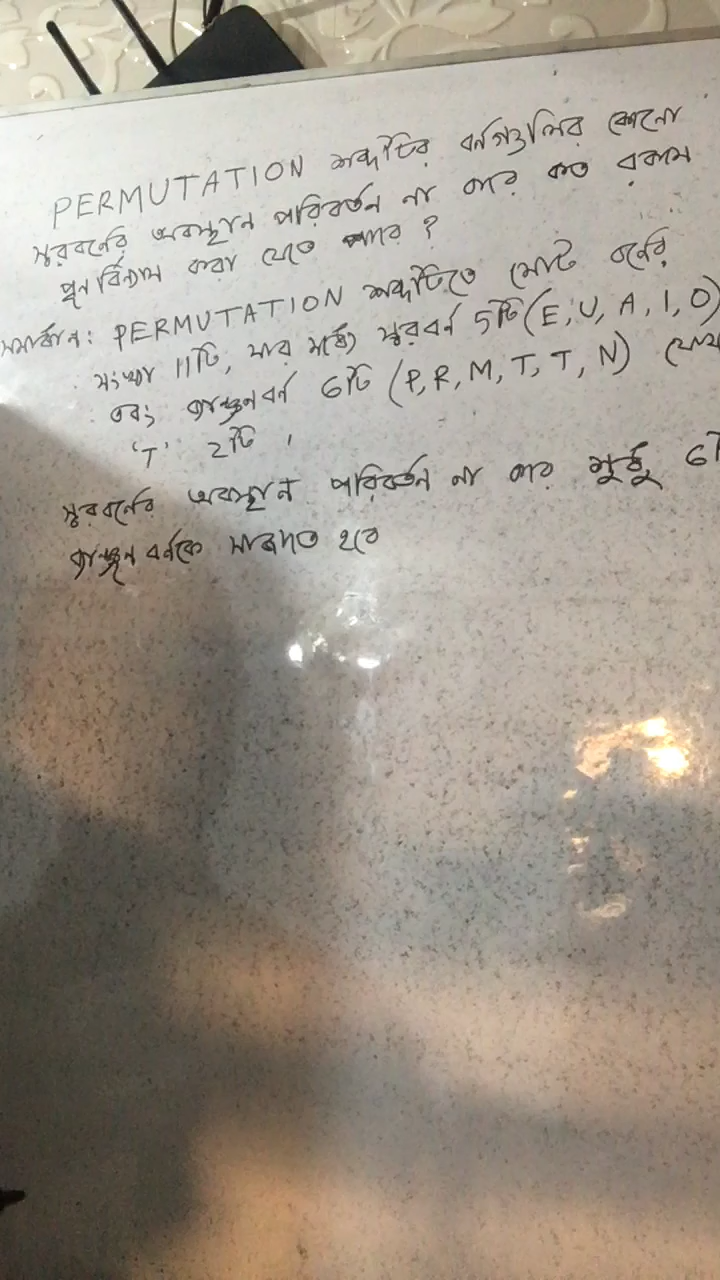 PERMUTATION শব্দটির বর্ণগুলির কোনো
স্বরবর্নের অবস্থান পরিবর্তন না করে কত রকমে
পুনর্বিন্যাস করা যেতে পারে ?
সমাধান: PERMUTATION শব্দটিতে মোট বর্নের
সংখ্যা 11টি, যার মধ্যে স্বরবর্ন 5টি (E, U, A, I, O)
এবং ব্যঞ্জনবর্ন 6টি (P, R, M, T, T, N)
'T' 2টি ,
স্বরবর্নের অবস্থান পরিবর্তন না করে শুধু 6টি
ব্যঞ্জনবর্নকে সাজাতে হবে